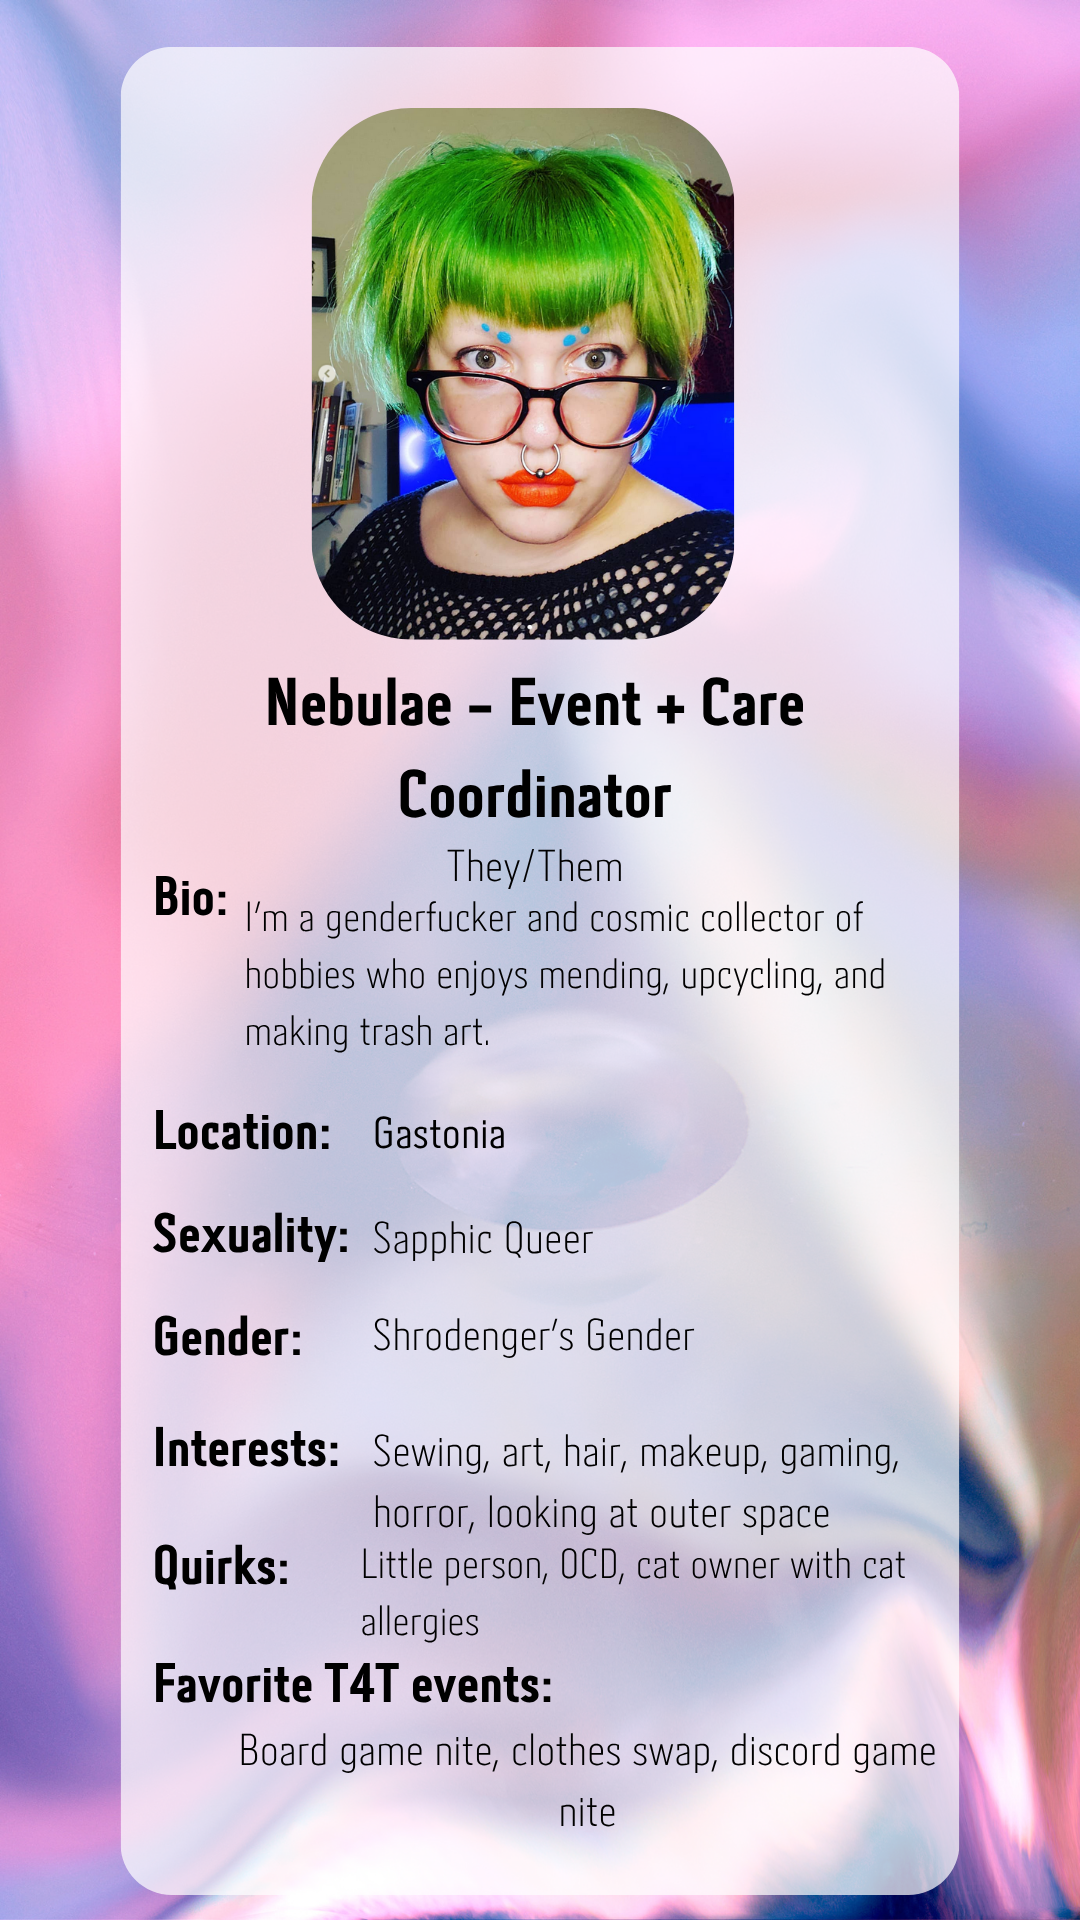 Nebulae – Event + Care
Coordinator
They/Them
Bio:
I'm a genderfucker and cosmic collector of
hobbies who enjoys mending, upcycling, and
making trash art.
Location: Gastonia
Sexuality: Sapphic Queer
Gender: Shrodenger's Gender
Interests: Sewing, art, hair, makeup, gaming,
horror, looking at outer space
Quirks: Little person, OCD, cat owner with cat
allergies
Favorite T4T events:
Board game nite, clothes swap, discord game
nite